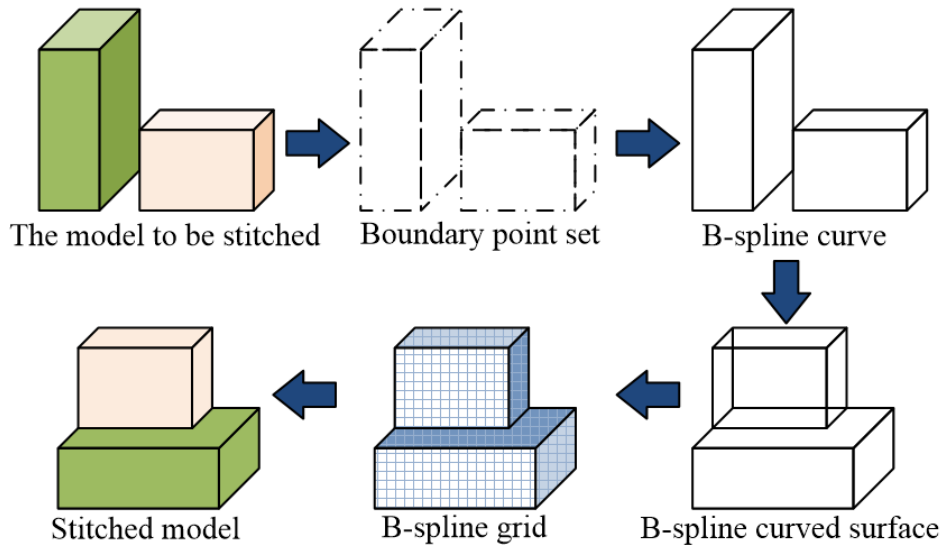 The model to be stitched
Boundary point set
B-spline curve
Stitched model
B-spline grid
B-spline curved surface